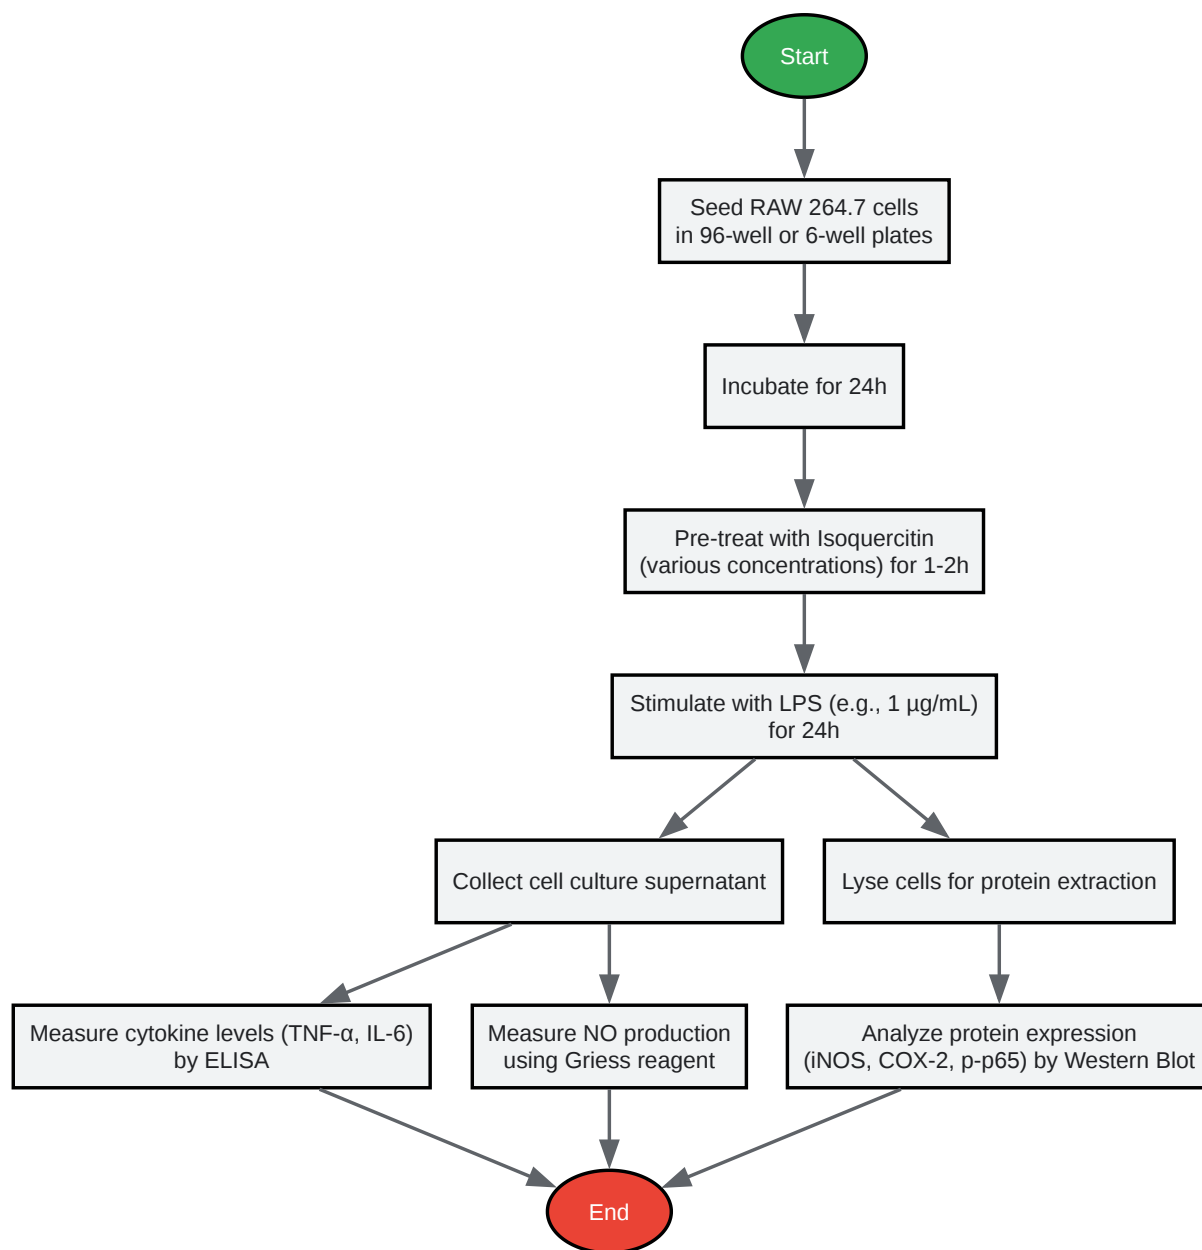 Start
Seed RAW 264.7 cells
in 96-well or 6-well plates
Incubate for 24h
Pre-treat with Isoquercitin
(various concentrations) for 1-2h
Stimulate with LPS (e.g., 1 µg/mL)
for 24h
Collect cell culture supernatant
Lyse cells for protein extraction
Measure cytokine levels (TNF-α, IL-6)
by ELISA
Measure NO production
using Griess reagent
Analyze protein expression
(iNOS, COX-2, p-p65) by Western Blot
End